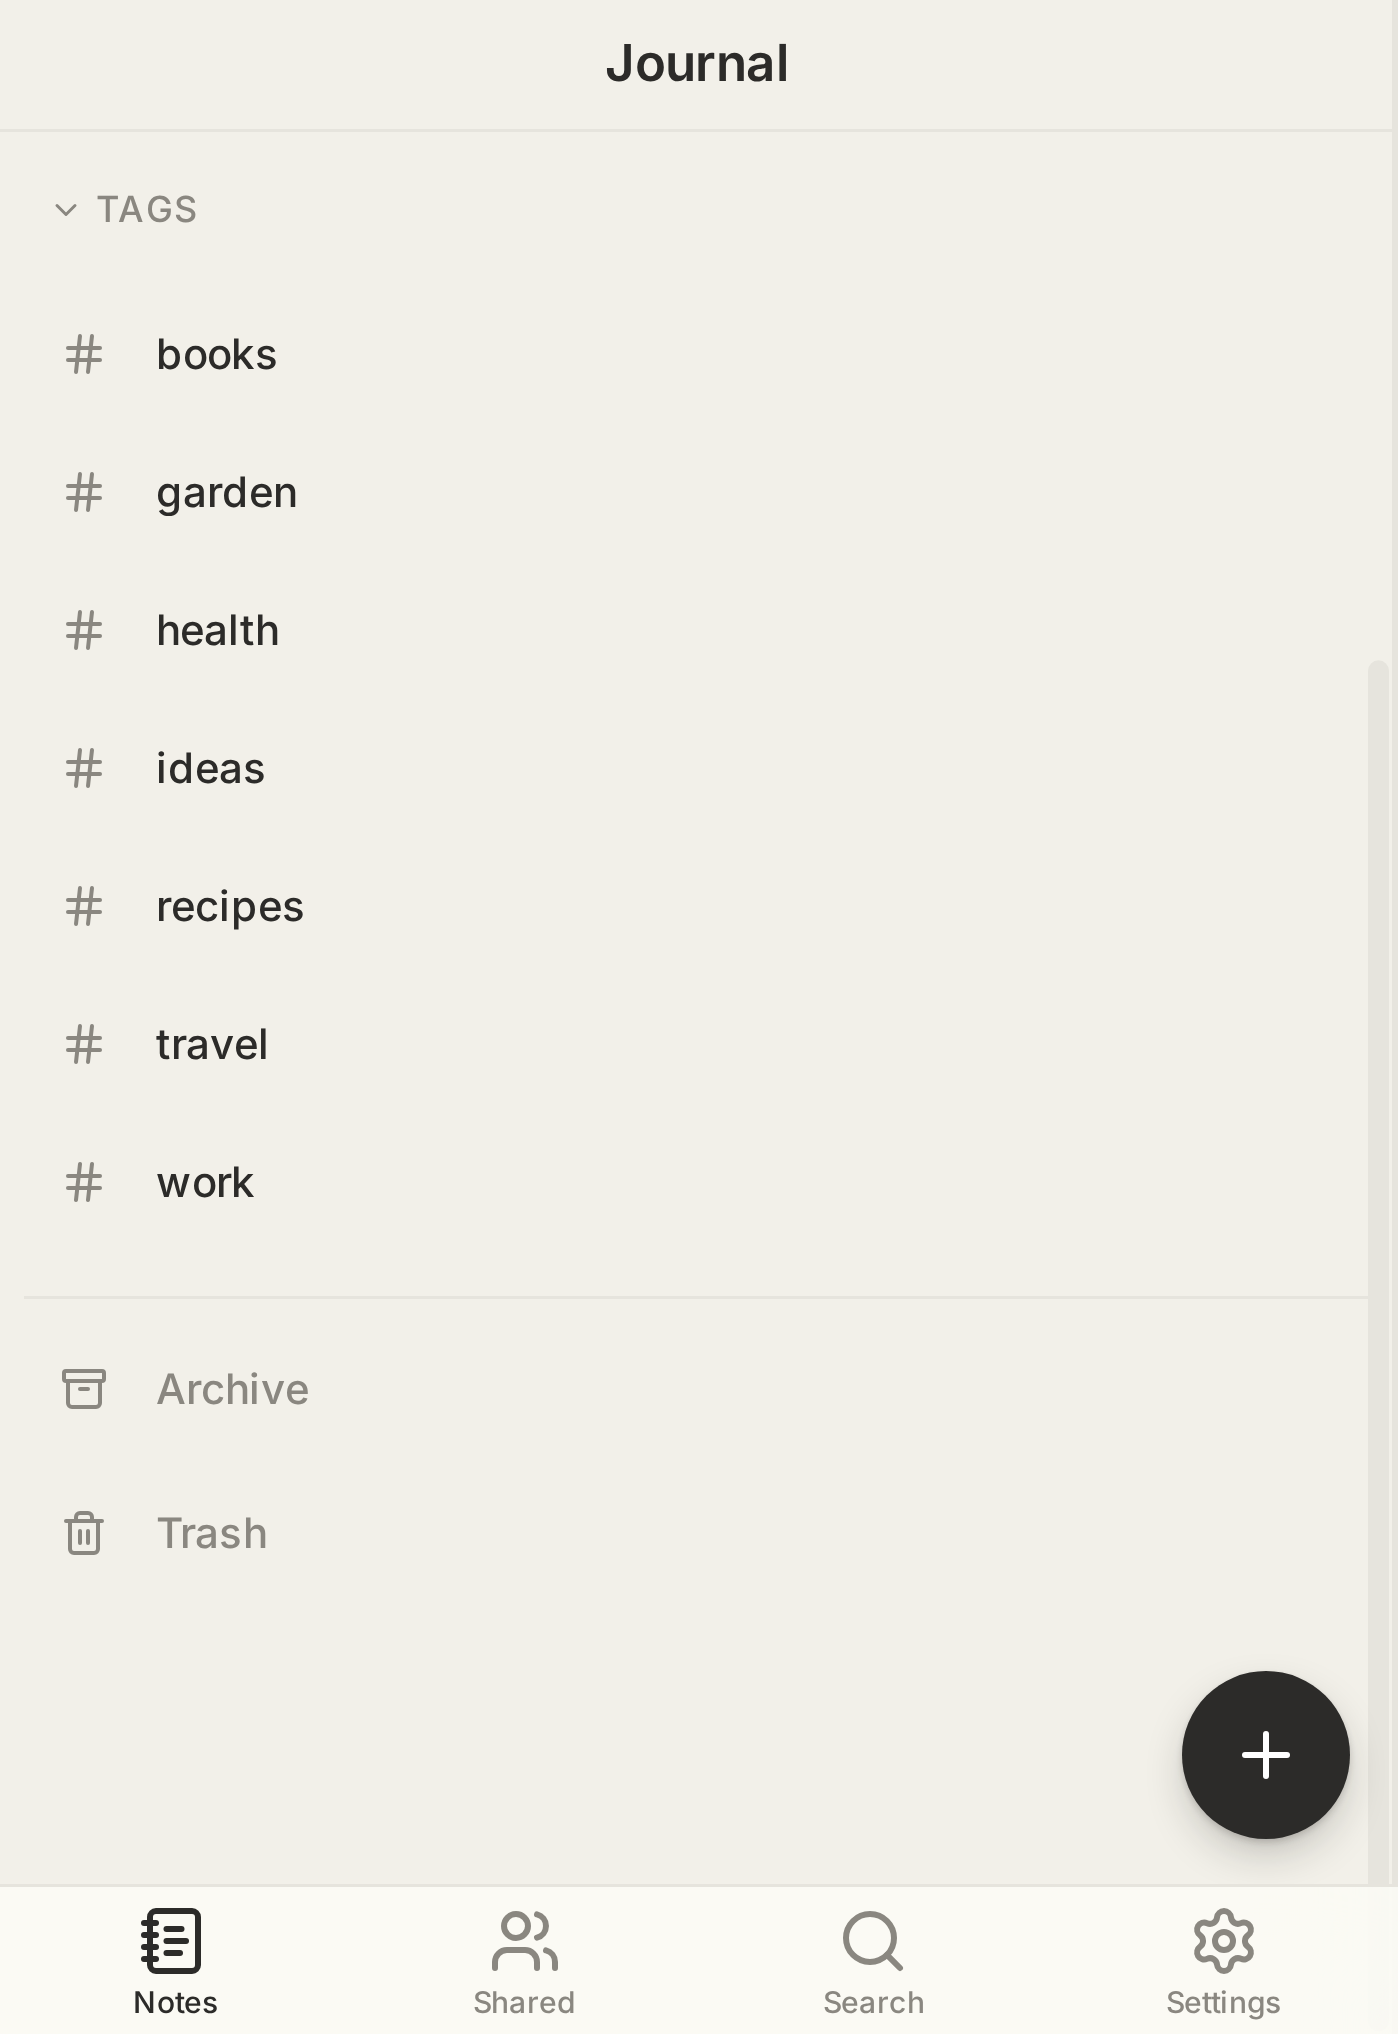 Journal
TAGS
# books
# garden
# health
# ideas
# recipes
# travel
# work
Archive
Trash
Notes
Shared
Search
Settings